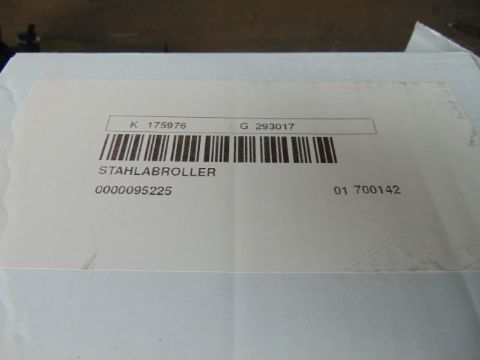 K 175976 G 293017
STAHLABROLLER
0000095225 01 700142